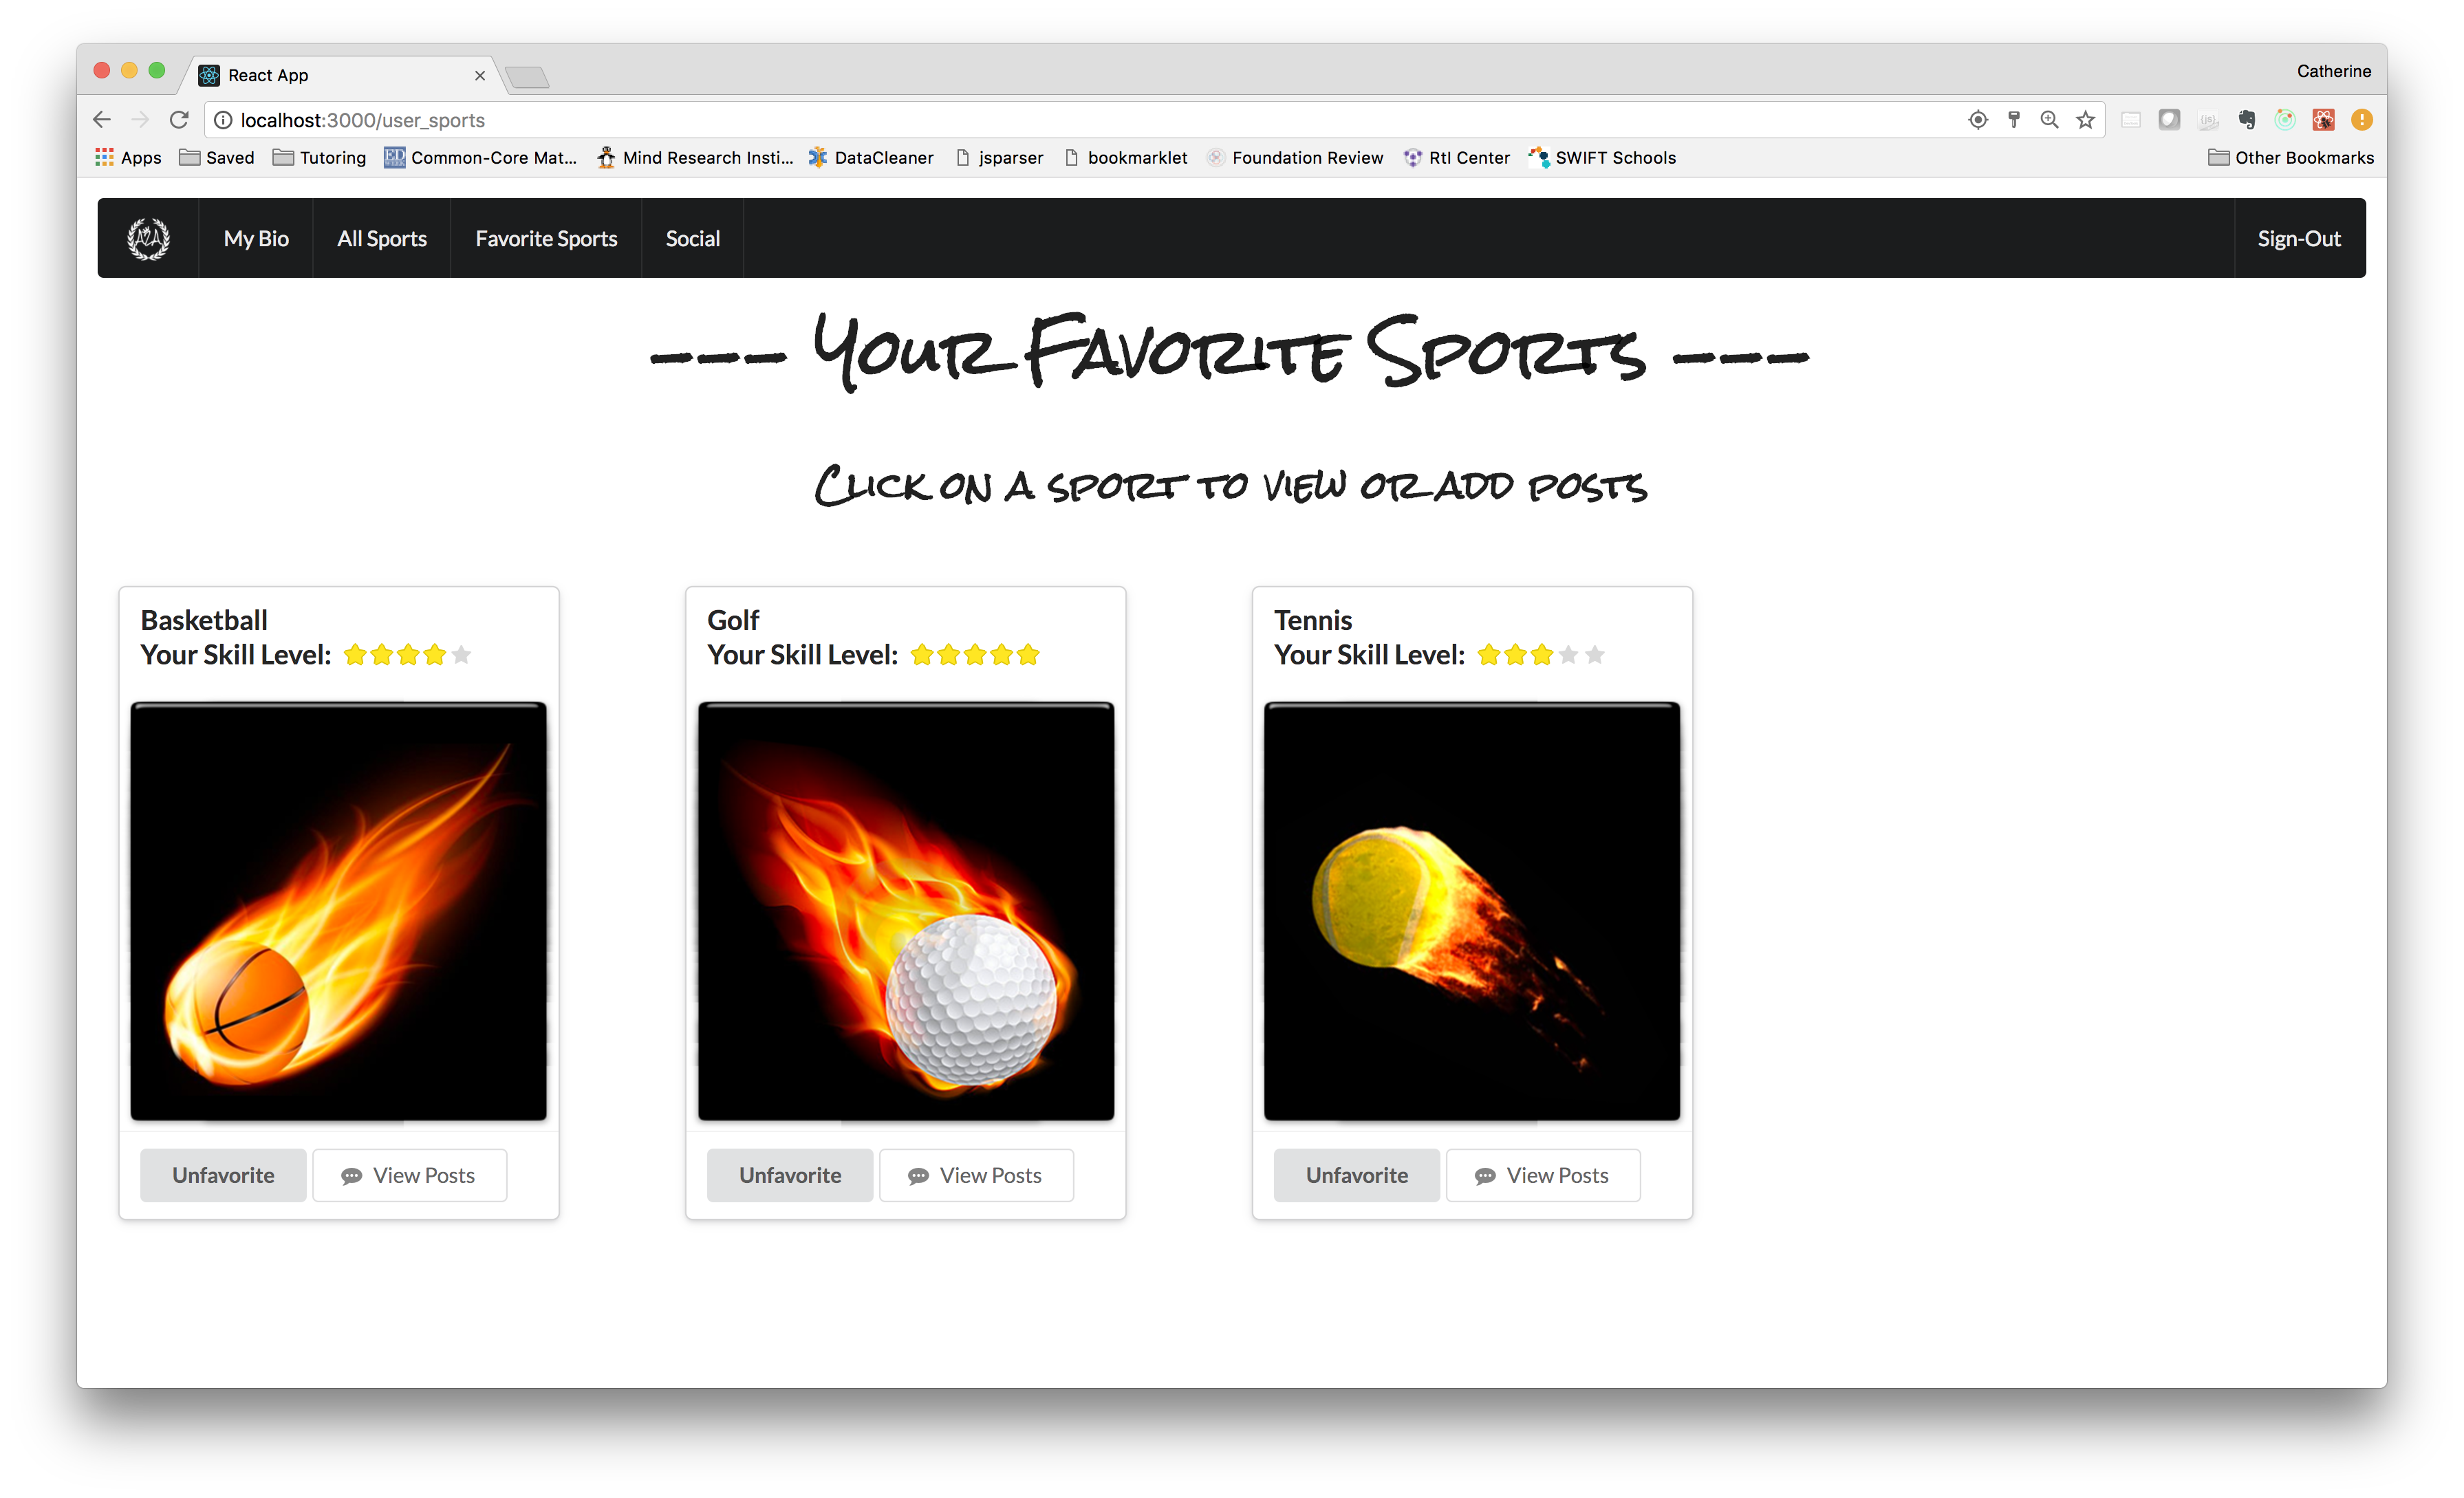 React App
Catherine
localhost:3000/user_sports
Apps Saved Tutoring Common-Core Mat... Mind Research Insti... DataCleaner jsparser bookmarklet Foundation Review RtI Center SWIFT Schools Other Bookmarks
A2A My Bio All Sports Favorite Sports Social Sign-Out
--- Your Favorite Sports ---
Click on a sport to view or add posts
Basketball
Your Skill Level:
Unfavorite View Posts
Golf
Your Skill Level:
Unfavorite View Posts
Tennis
Your Skill Level:
Unfavorite View Posts